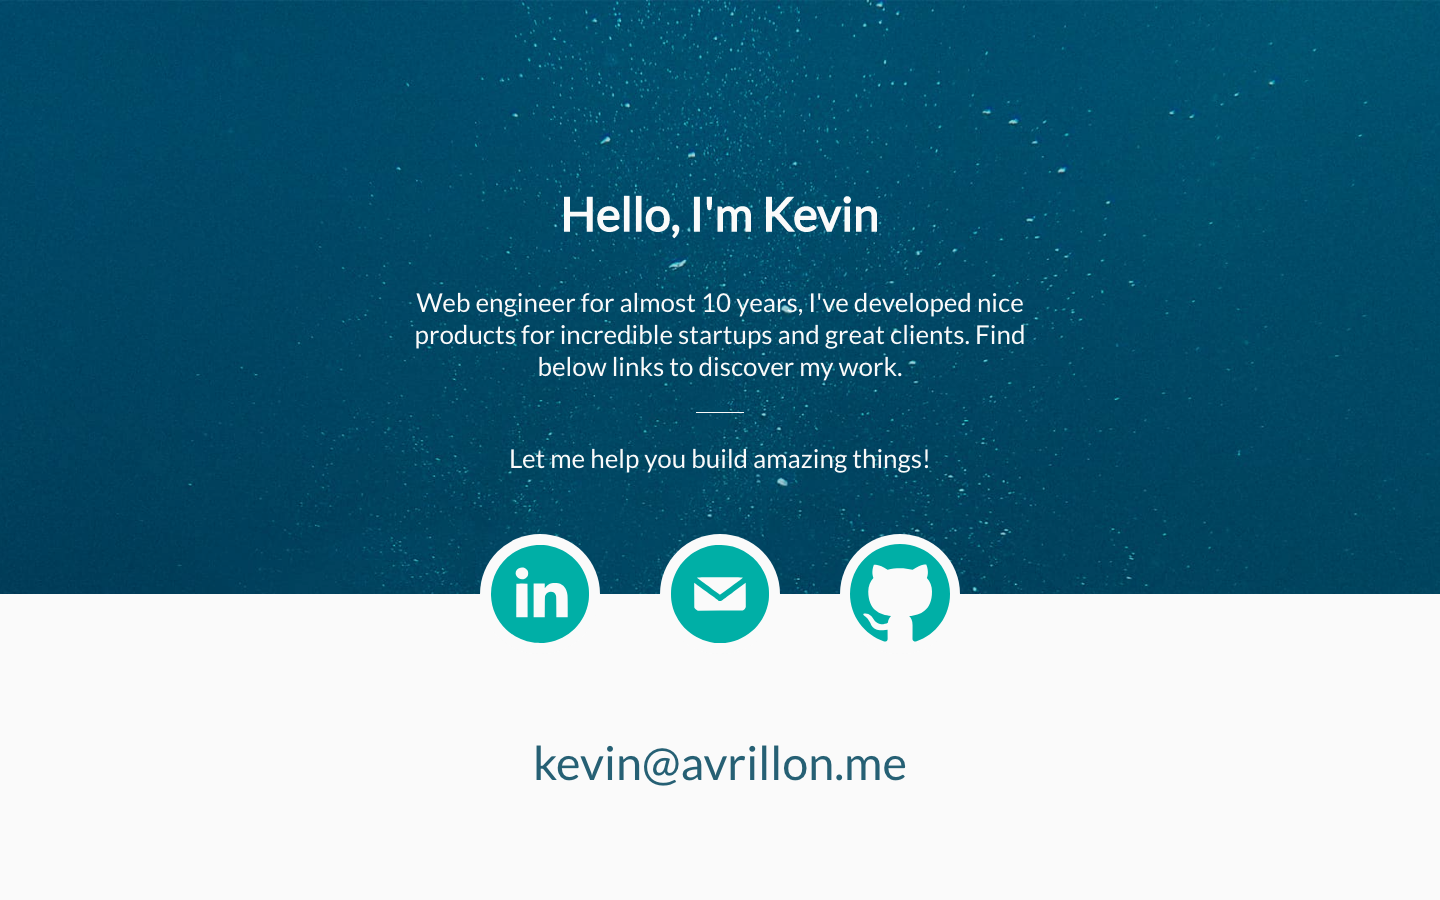 Hello, I'm Kevin
Web engineer for almost 10 years, I've developed nice
products for incredible startups and great clients. Find
below links to discover my work.
Let me help you build amazing things!
in
kevin@avrillon.me